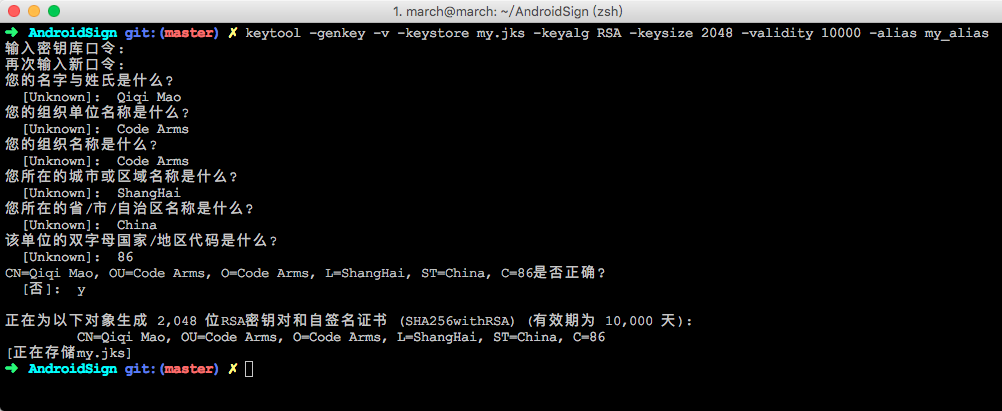 1. march@march: ~/AndroidSign (zsh)
➜ AndroidSign git:(master) ✗ keytool -genkey -v -keystore my.jks -keyalg RSA -keysize 2048 -validity 10000 -alias my_alias
输入密钥库口令:
再次输入新口令:
您的名字与姓氏是什么?
[Unknown]: Qiqi Mao
您的组织单位名称是什么?
[Unknown]: Code Arms
您的组织名称是什么?
[Unknown]: Code Arms
您所在的城市或区域名称是什么?
[Unknown]: ShangHai
您所在的省/市/自治区名称是什么?
[Unknown]: China
该单位的双字母国家/地区代码是什么?
[Unknown]: 86
CN=Qiqi Mao, OU=Code Arms, O=Code Arms, L=ShangHai, ST=China, C=86是否正确?
[否]: y
正在为以下对象生成 2,048 位RSA密钥对和自签名证书 (SHA256withRSA) (有效期为 10,000 天):
CN=Qiqi Mao, OU=Code Arms, O=Code Arms, L=ShangHai, ST=China, C=86
[正在存储my.jks]
➜ AndroidSign git:(master) ✗